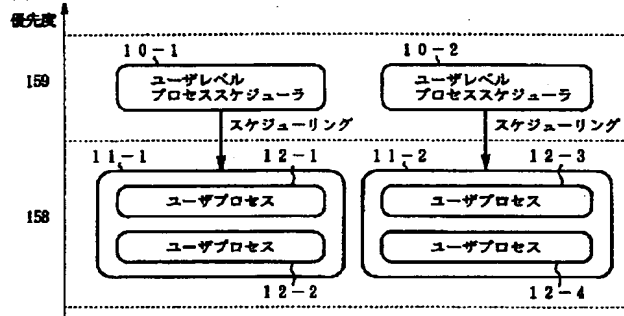 優先度
10-1
10-2
159
ユーザレベル
プロセススケジューラ
ユーザレベル
プロセススケジューラ
スケジューリング
スケジューリング
11-1
12-1
11-2
12-3
158
ユーザプロセス
ユーザプロセス
ユーザプロセス
ユーザプロセス
12-2
12-4